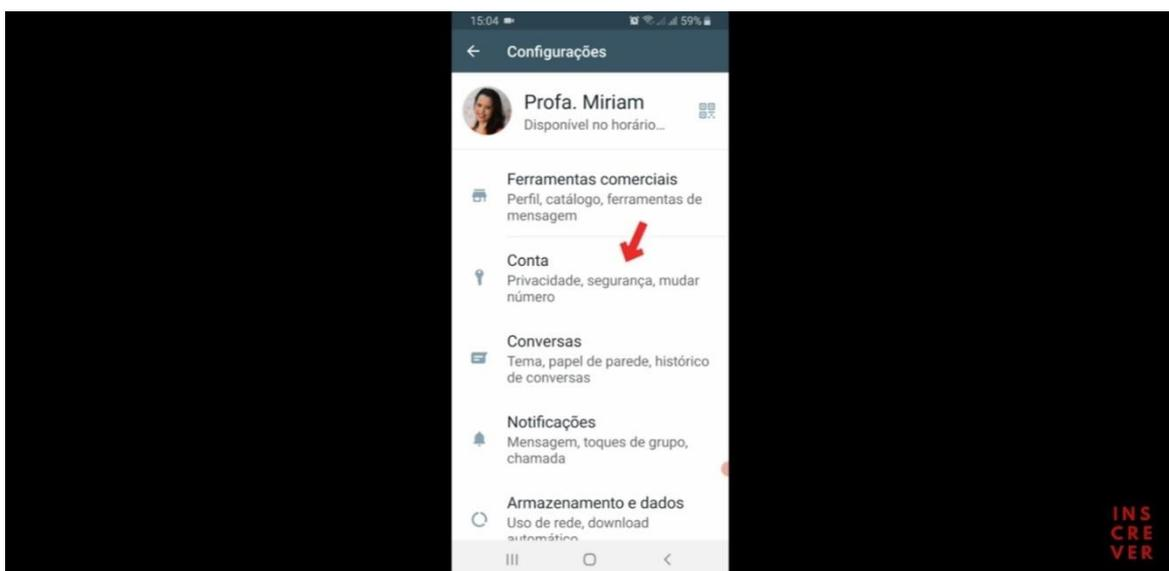 15:04 59%
Configurações
Profa. Miriam
Disponível no horário...
Ferramentas comerciais
Perfil, catálogo, ferramentas de
mensagem
Conta
Privacidade, segurança, mudar
número
Conversas
Tema, papel de parede, histórico
de conversas
Notificações
Mensagem, toques de grupo,
chamada
Armazenamento e dados
Uso de rede, download
automático
INS
CRE
VER